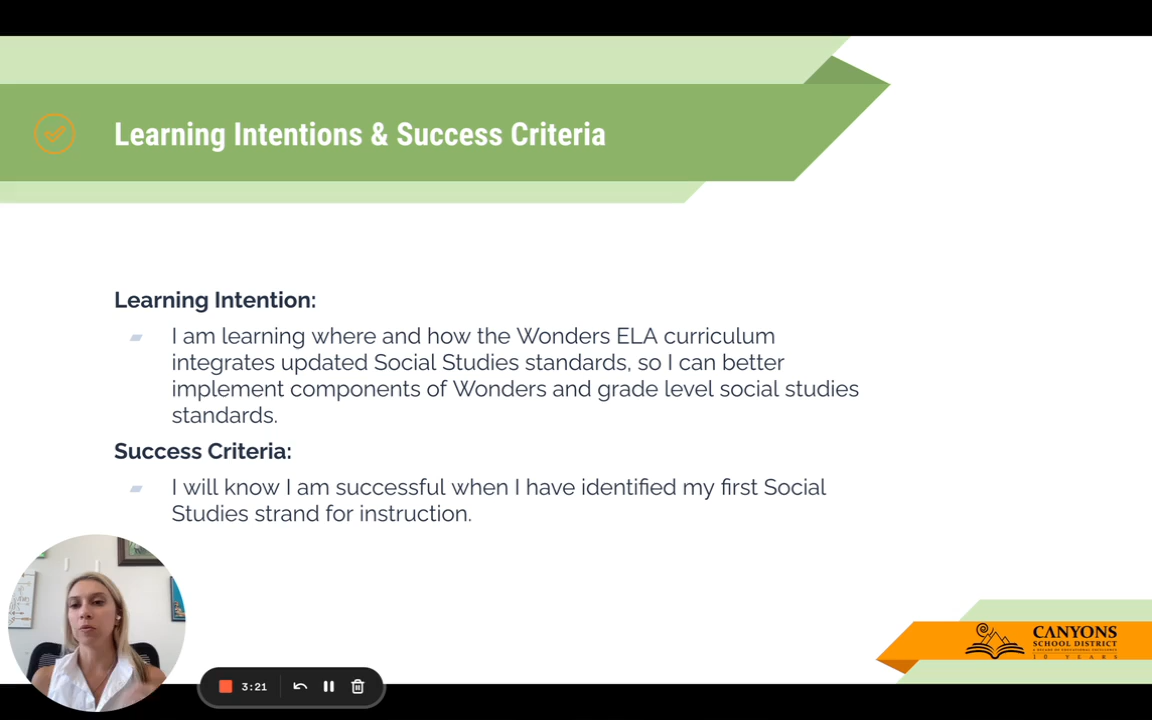 Learning Intentions & Success Criteria
Learning Intention:
I am learning where and how the Wonders ELA curriculum
integrates updated Social Studies standards, so I can better
implement components of Wonders and grade level social studies
standards.
Success Criteria:
I will know I am successful when I have identified my first Social
Studies strand for instruction.
CANYONS
SCHOOL DISTRICT
10 YEARS
3:21